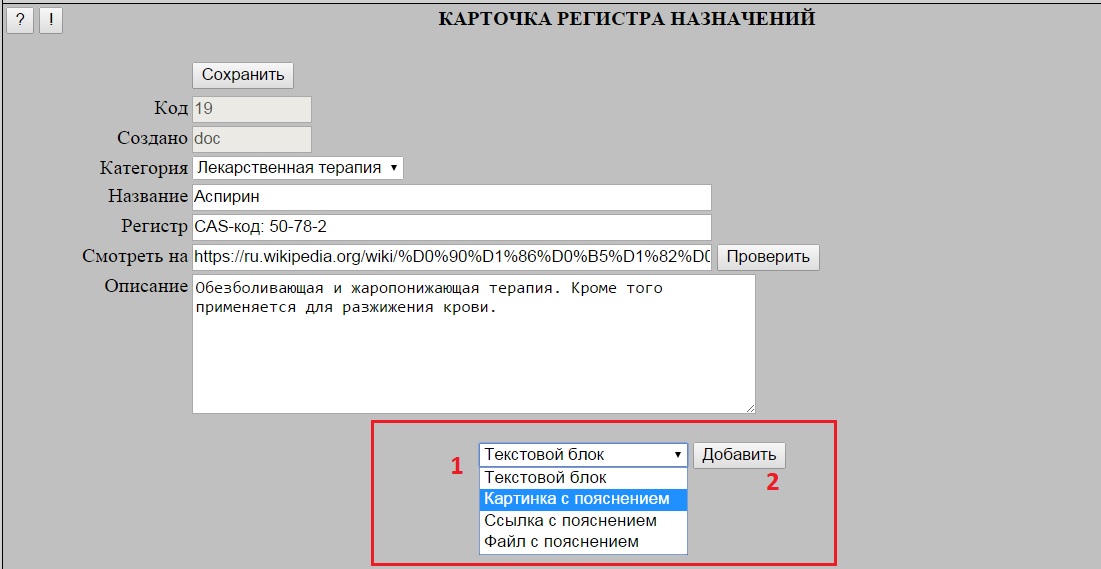 ? ! КАРТОЧКА РЕГИСТРА НАЗНАЧЕНИЙ
Сохранить
Код 19
Создано doc
Категория Лекарственная терапия
Название Аспирин
Регистр CAS-код: 50-78-2
Смотреть на https://ru.wikipedia.org/wiki/%D0%90%D1%86%D0%B5%D1%82%D0 Проверить
Описание Обезболивающая и жаропонижающая терапия. Кроме того
применяется для разжижения крови.
1 Текстовой блок Добавить
Текстовой блок 2
Картинка с пояснением
Ссылка с пояснением
Файл с пояснением